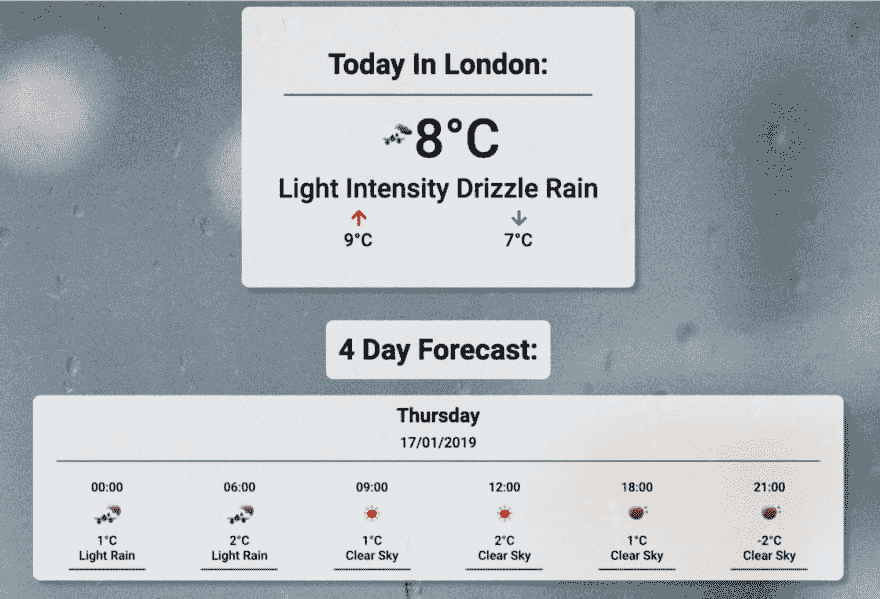 Today In London:
8°C
Light Intensity Drizzle Rain
9°C 7°C
4 Day Forecast:
Thursday
17/01/2019
00:00 06:00 09:00 12:00 18:00 21:00
1°C 2°C 1°C 2°C 1°C -2°C
Light Rain Light Rain Clear Sky Clear Sky Clear Sky Clear Sky